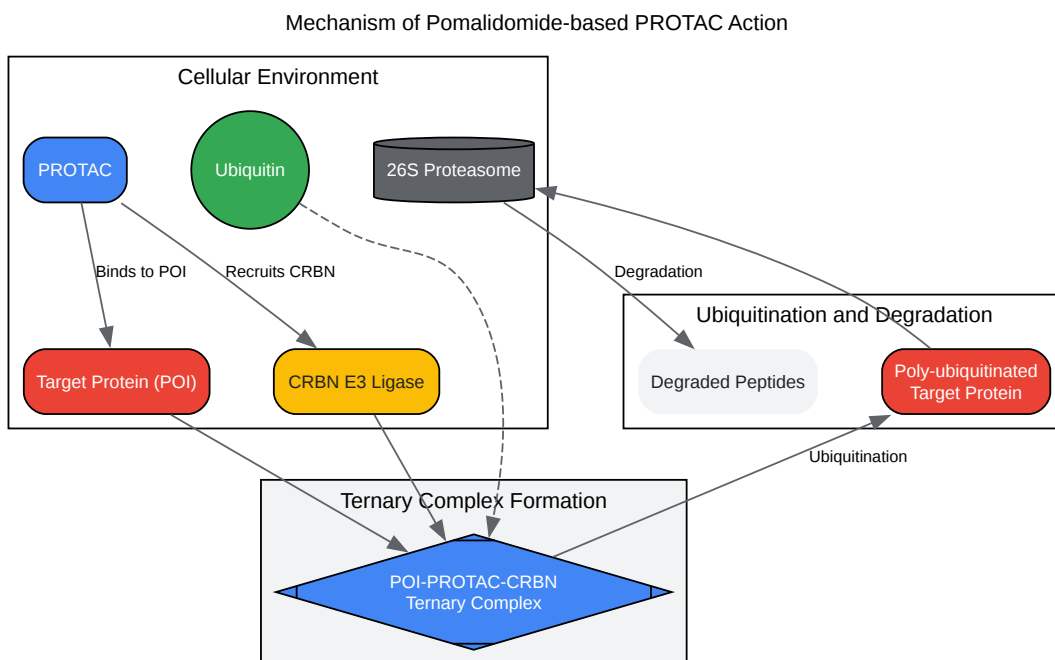 Mechanism of Pomalidomide-based PROTAC Action
Cellular Environment
PROTAC
Ubiquitin
26S Proteasome
Binds to POI
Recruits CRBN
Degradation
Ubiquitination and Degradation
Target Protein (POI)
CRBN E3 Ligase
Degraded Peptides
Poly-ubiquitinated
Target Protein
Ubiquitination
Ternary Complex Formation
POI-PROTAC-CRBN
Ternary Complex